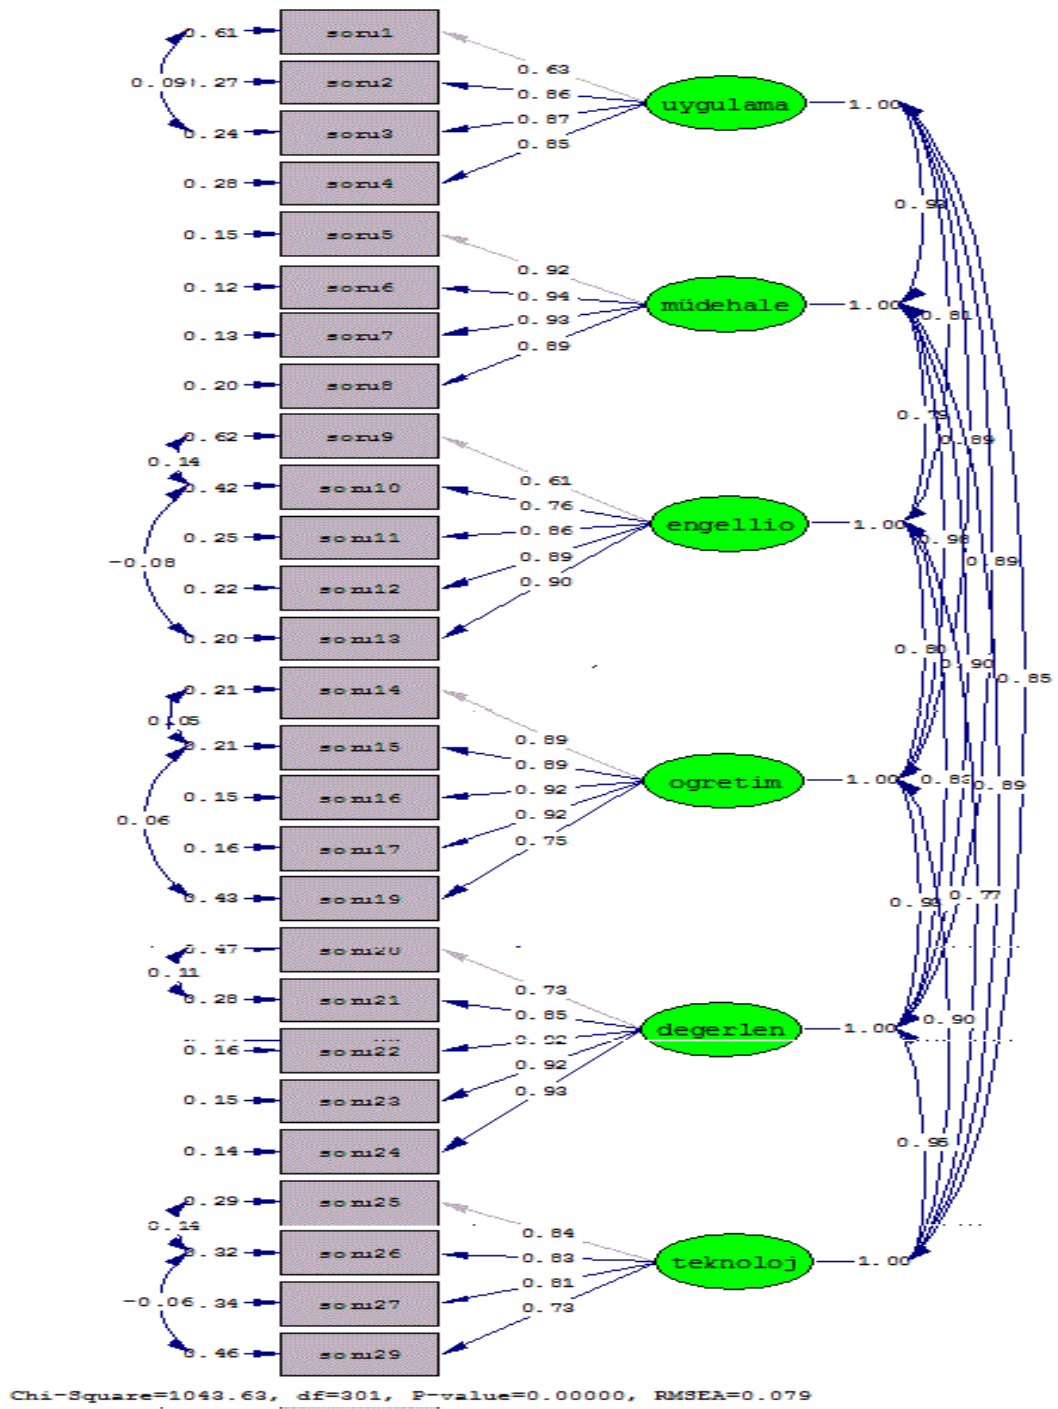 0.61 soru1
0.63
0.09 .27 soru2
0.86
uygulama 1.00
0.87
0.24 soru3
0.85
0.28 soru4
0.15 soru5
0.92
0.12 soru6
0.94
müdehale 1.00
0.81
0.93
0.13 soru7
0.89
0.20 soru8
0.79
0.62 soru9
0.89
0.14
0.61
0.42 soru10
0.76
engellio 1.00
0.86
0.25 soru11
0.89
-0.08
0.89
0.22 soru12
0.90
0.20 soru13
0.80
0.90
0.85
0.21 soru14
0.05
0.89
0.21 soru15
0.89
ogretim 1.00 0.83 0.89
0.92
0.15 soru16
0.06
0.92
0.16 soru17
0.75
0.43 soru19
0.77
0.47 soru20
0.11
0.73
0.28 soru21
0.85
0.90
degerlen 1.00
0.92
0.16 soru22
0.92
0.15 soru23
0.93
0.14 soru24
0.95
0.29 soru25
0.14
0.84
0.32 soru26
0.83
teknoloj 1.00
0.81
-0.06 .34 soru27
0.73
0.46 soru29
Chi-Square=1043.63, df=301, P-value=0.00000, RMSEA=0.079